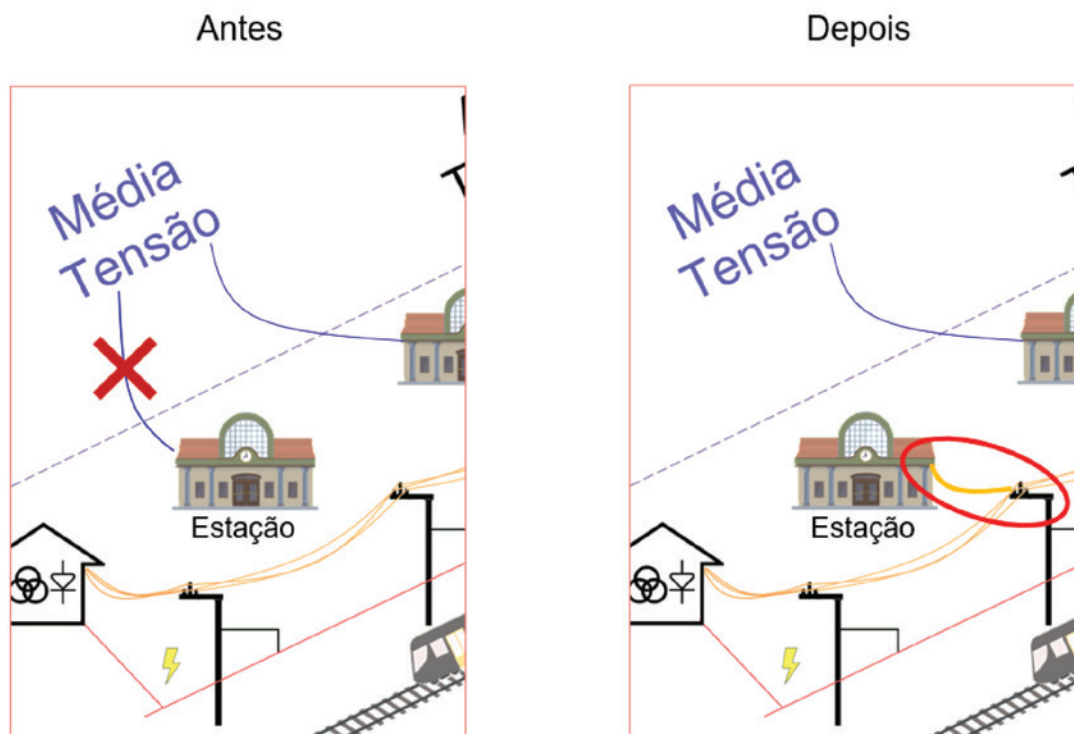 Antes
Depois
Média
Tensão
Estação
Média
Tensão
Estação